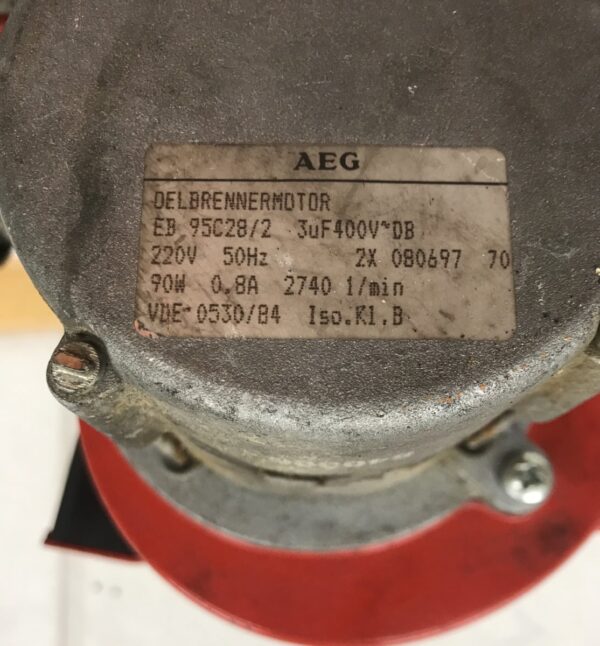 AEG
OELBRENNERMOTOR
EB 95C28/2 3uF400V~DB
220V 50Hz 2X 080697 70
90W 0.8A 2740 1/min
VDE 0530/84 Iso.Kl.B